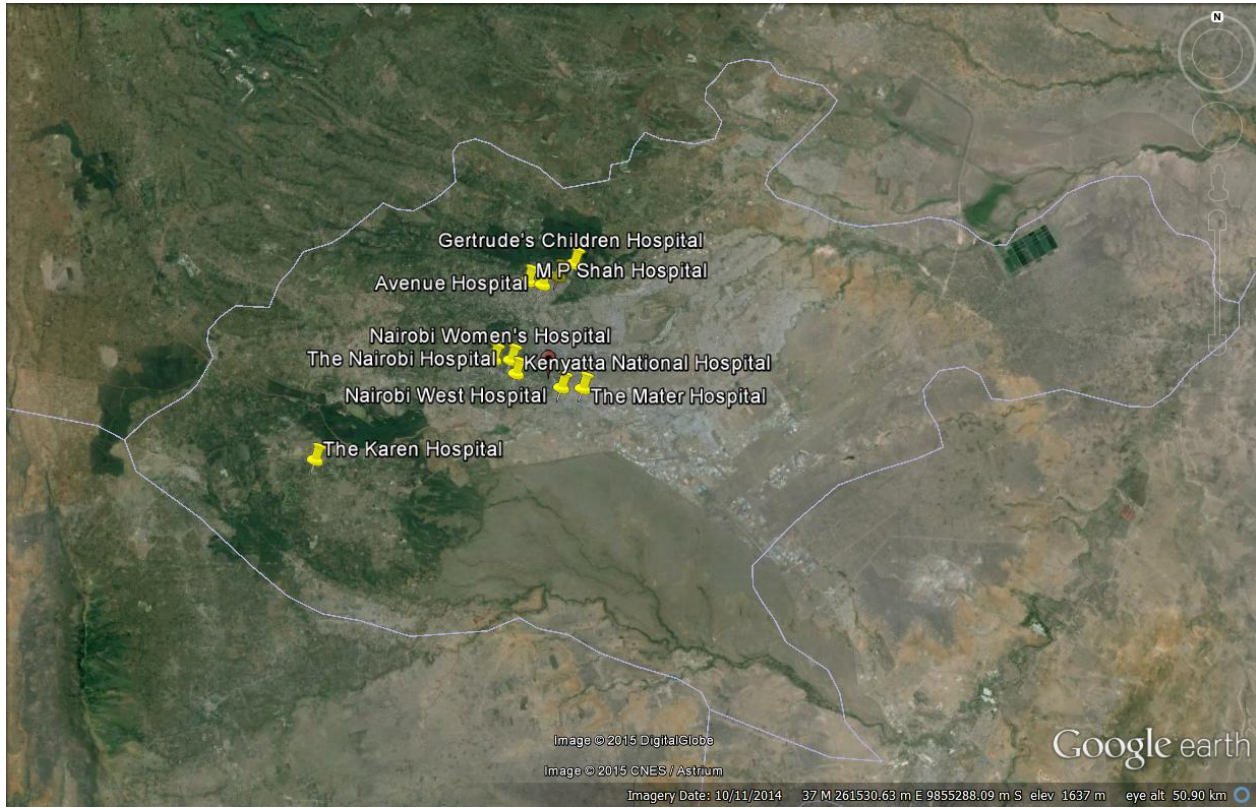 N
Gertrude's Children Hospital
M P Shah Hospital
Avenue Hospital
Nairobi Women's Hospital
The Nairobi Hospital
Kenyatta National Hospital
Nairobi West Hospital
The Mater Hospital
The Karen Hospital
Image © 2015 DigitalGlobe
Google earth
Image © 2015 CNES / Astrium
Imagery Date: 10/11/2014 37 M 261530.63 m E 9855288.09 m S elev 1637 m eye alt 50.90 km